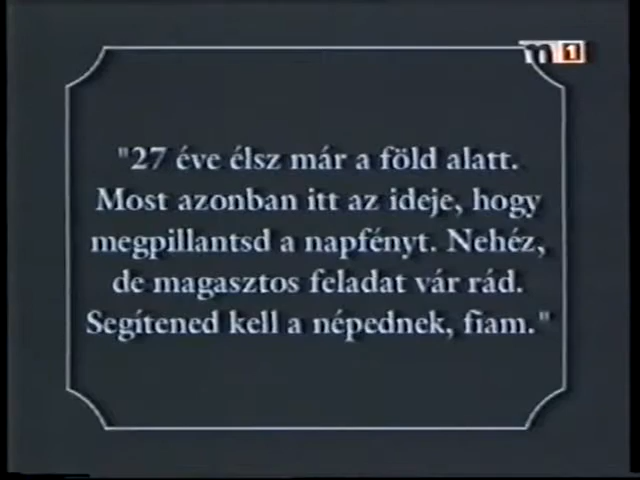 m1
"27 éve élsz már a föld alatt.
Most azonban itt az ideje, hogy
megpillantsd a napfényt. Nehéz,
de magasztos feladat vár rád.
Segítened kell a népednek, fiam."